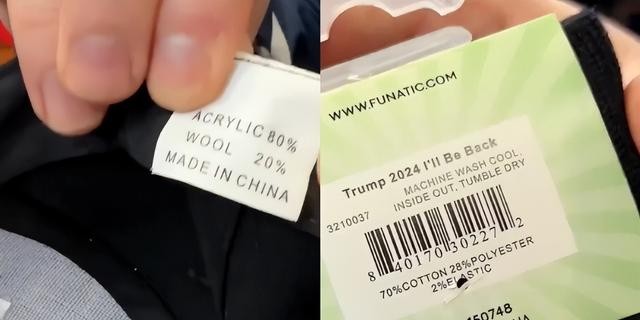 ACRYLIC 80%
WOOL 20%
MADE IN CHINA
WWW.FUNATIC.COM
Trump 2024 I'll Be Back
MACHINE WASH COOL,
INSIDE OUT, TUMBLE DRY
3210037
8 40170 30227 2
70%COTTON 28%POLYESTER
2%ELASTIC
150748